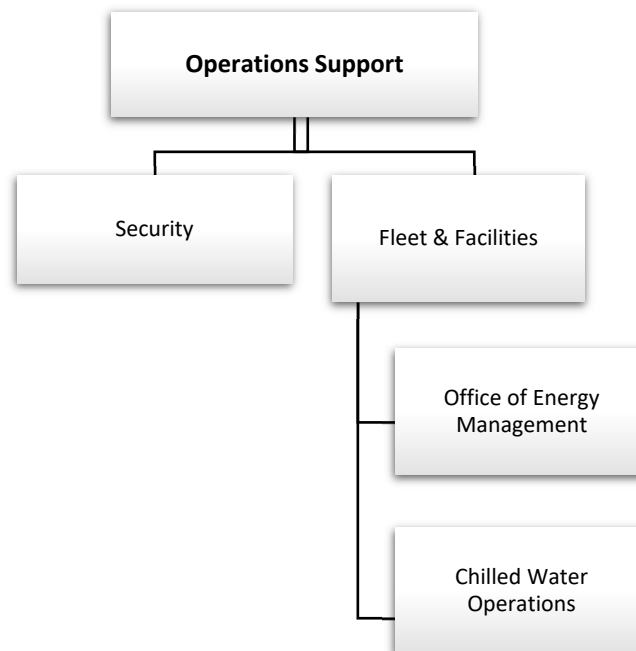 Operations Support
Security
Fleet & Facilities
Office of Energy
Management
Chilled Water
Operations